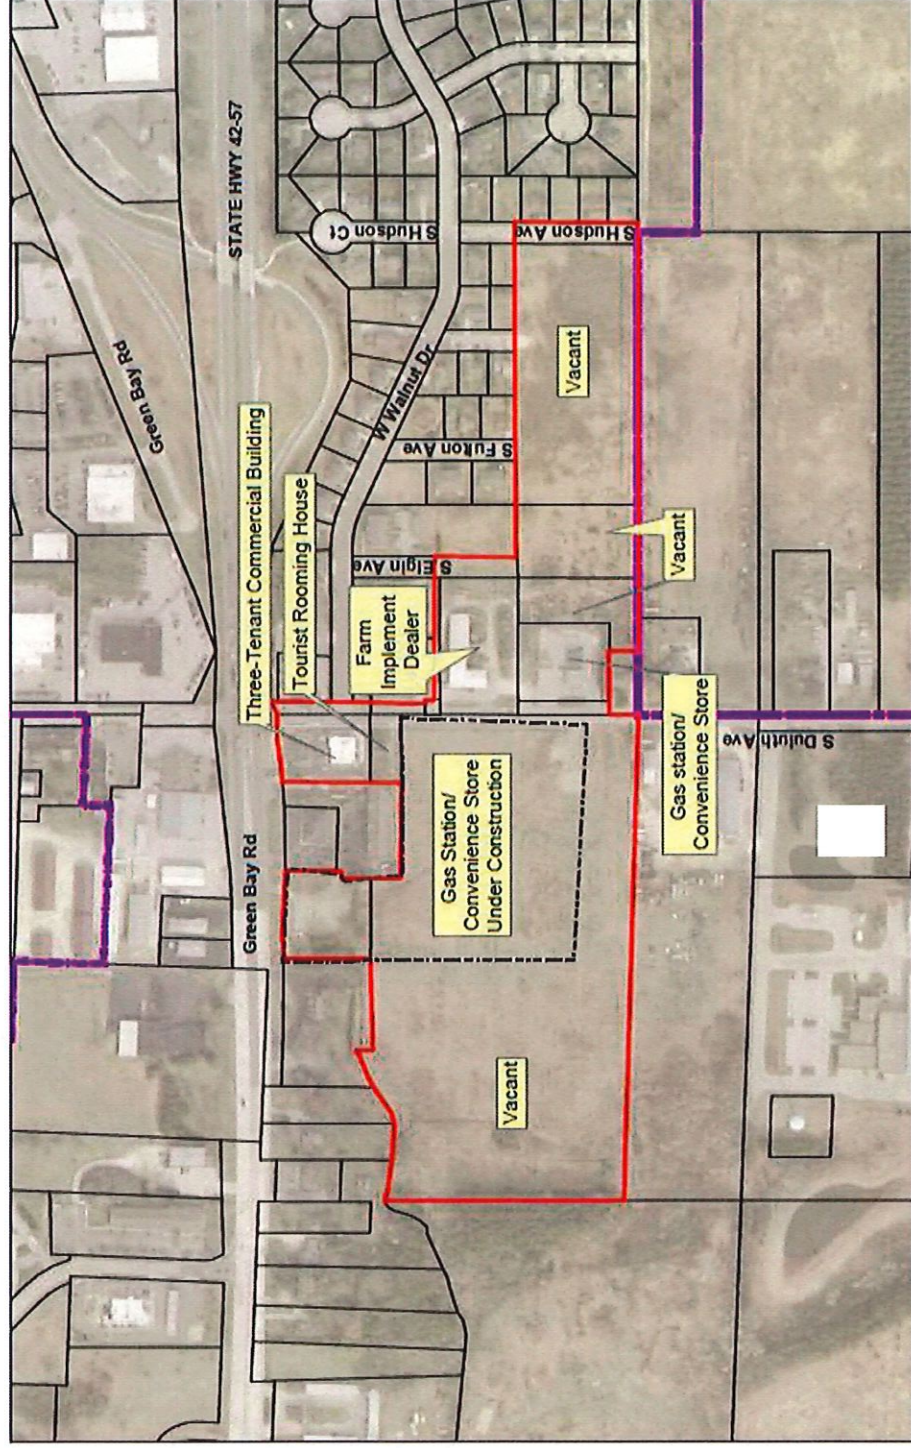 STATE HWY 42-57
Green Bay Rd
S Hudson Ct
S Hudson Ave
W Walnut Dr
S Fulton Ave
S Elgin Ave
Three-Tenant Commercial Building
Tourist Rooming House
Farm
Implement
Dealer
Vacant
Vacant
Gas station/
Convenience Store
S Duluth Ave
Green Bay Rd
Gas Station/
Convenience Store
Under Construction
Vacant